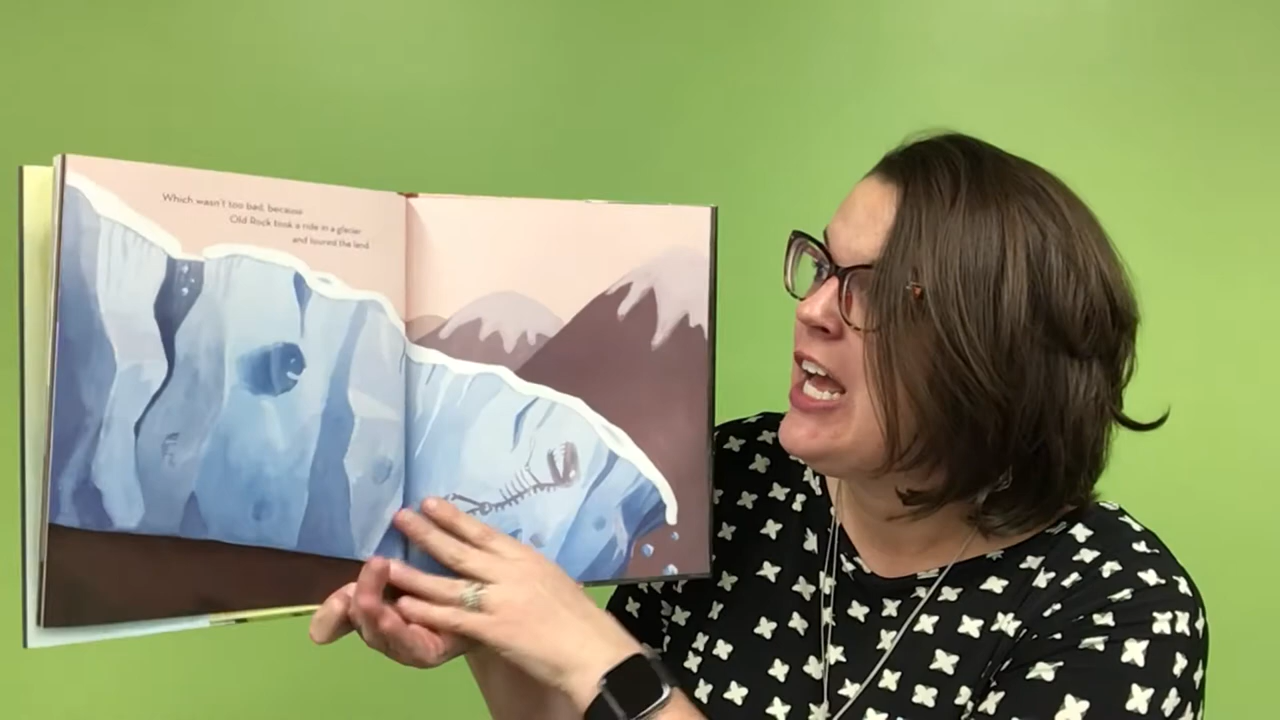 Which wasn't too bad, because
Old Rock took a ride in a glacier
and toured the land.